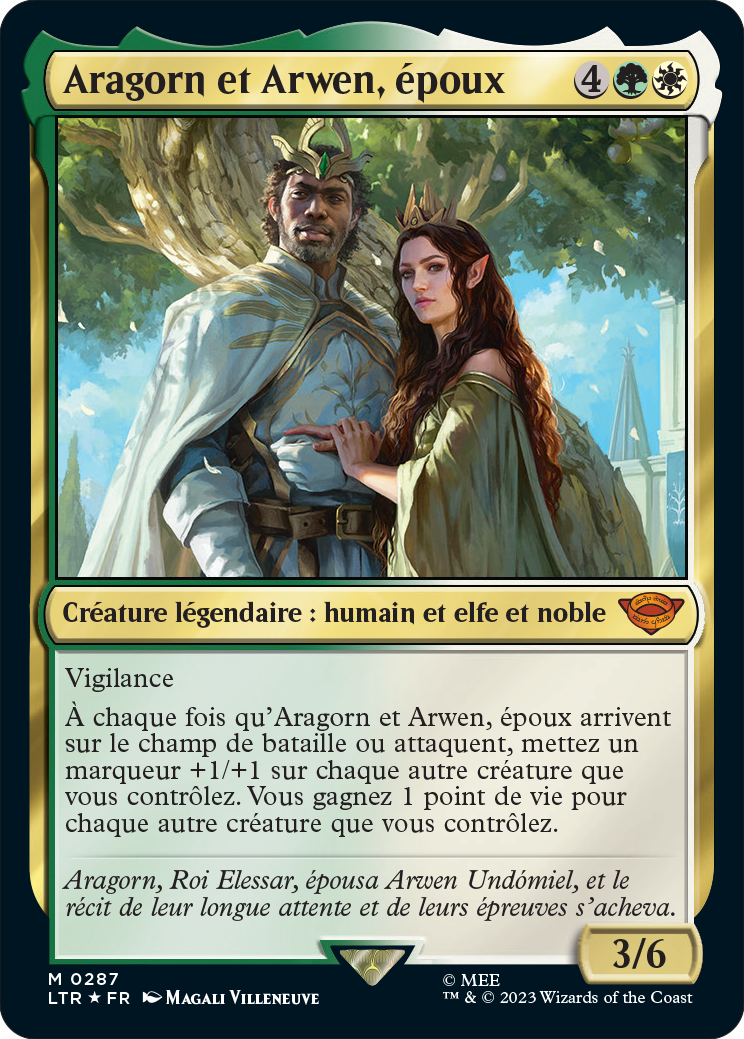 Aragorn et Arwen, époux 4
Créature légendaire : humain et elfe et noble
Vigilance
À chaque fois qu'Aragorn et Arwen, époux arrivent
sur le champ de bataille ou attaquent, mettez un
marqueur +1/+1 sur chaque autre créature que
vous contrôlez. Vous gagnez 1 point de vie pour
chaque autre créature que vous contrôlez.
Aragorn, Roi Elessar, épousa Arwen Undómiel, et le
récit de leur longue attente et de leurs épreuves s'acheva.
3/6
M 0287
LTR ★ FR Magali Villeneuve
© MEE
™ & © 2023 Wizards of the Coast